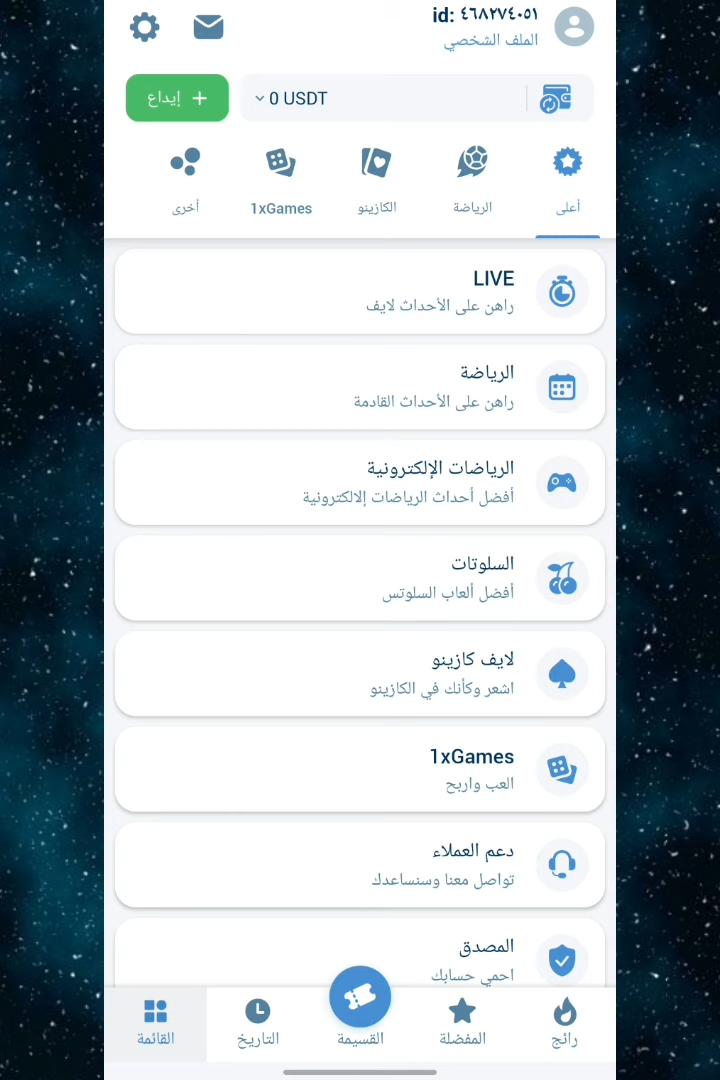 id: ٤٦٨٢٧٤٠٥١
الملف الشخصي
0 USDT
إيداع
أعلى
الرياضة
الكازينو
1xGames
أخرى
LIVE
راهن على الأحداث لايف
الرياضة
راهن على الأحداث القادمة
الرياضات الإلكترونية
أفضل أحداث الرياضات إلالكترونية
السلوتات
أفضل ألعاب السلوتس
لايف كازينو
اشعر وكأنك في الكازينو
1xGames
العب واربح
دعم العملاء
تواصل معنا وسنساعدك
المصدق
احمي حسابك
رائج
المفضلة
القسيمة
التاريخ
القائمة